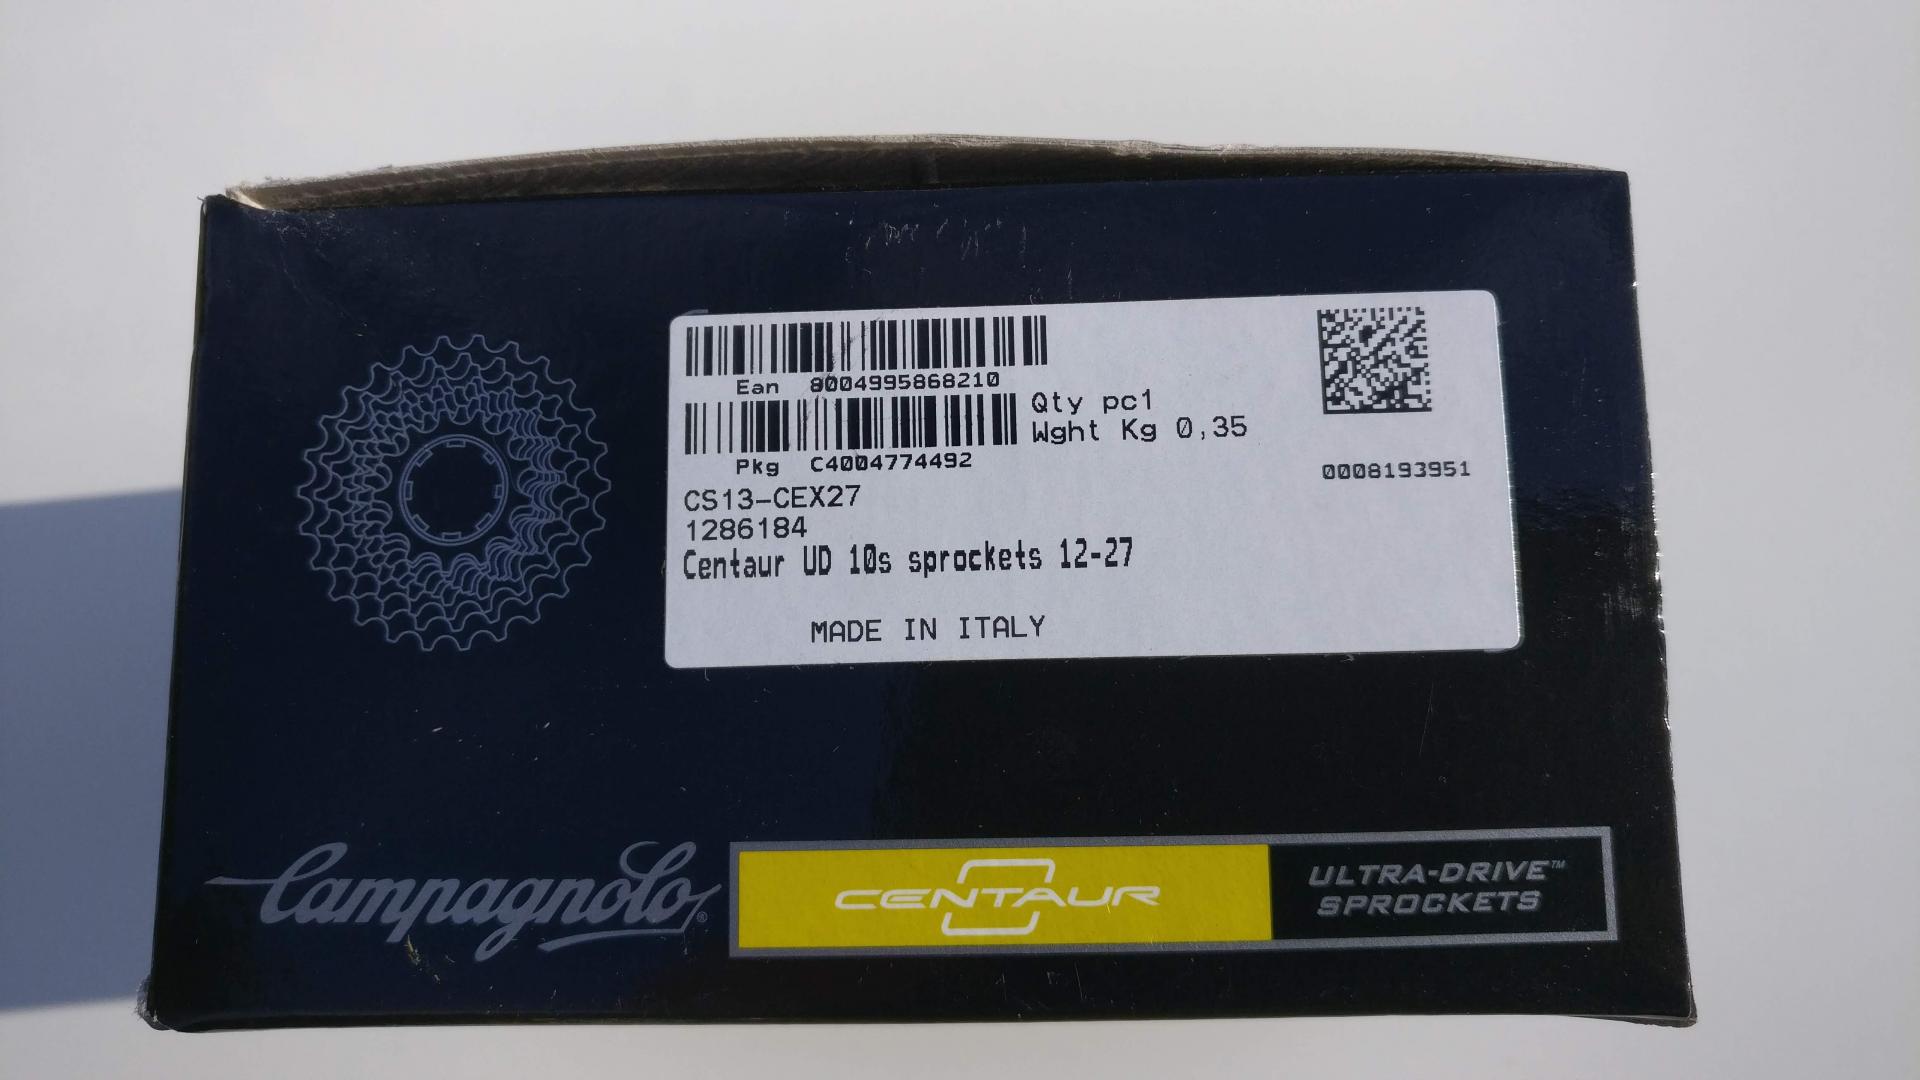 Ean 8004995868210
Qty pc1
Wght Kg 0,35
Pkg C4004774492
0008193951
CS13-CEX27
1286184
Centaur UD 10s sprockets 12-27
MADE IN ITALY
Campagnolo®
CENTAUR
ULTRA-DRIVE™
SPROCKETS